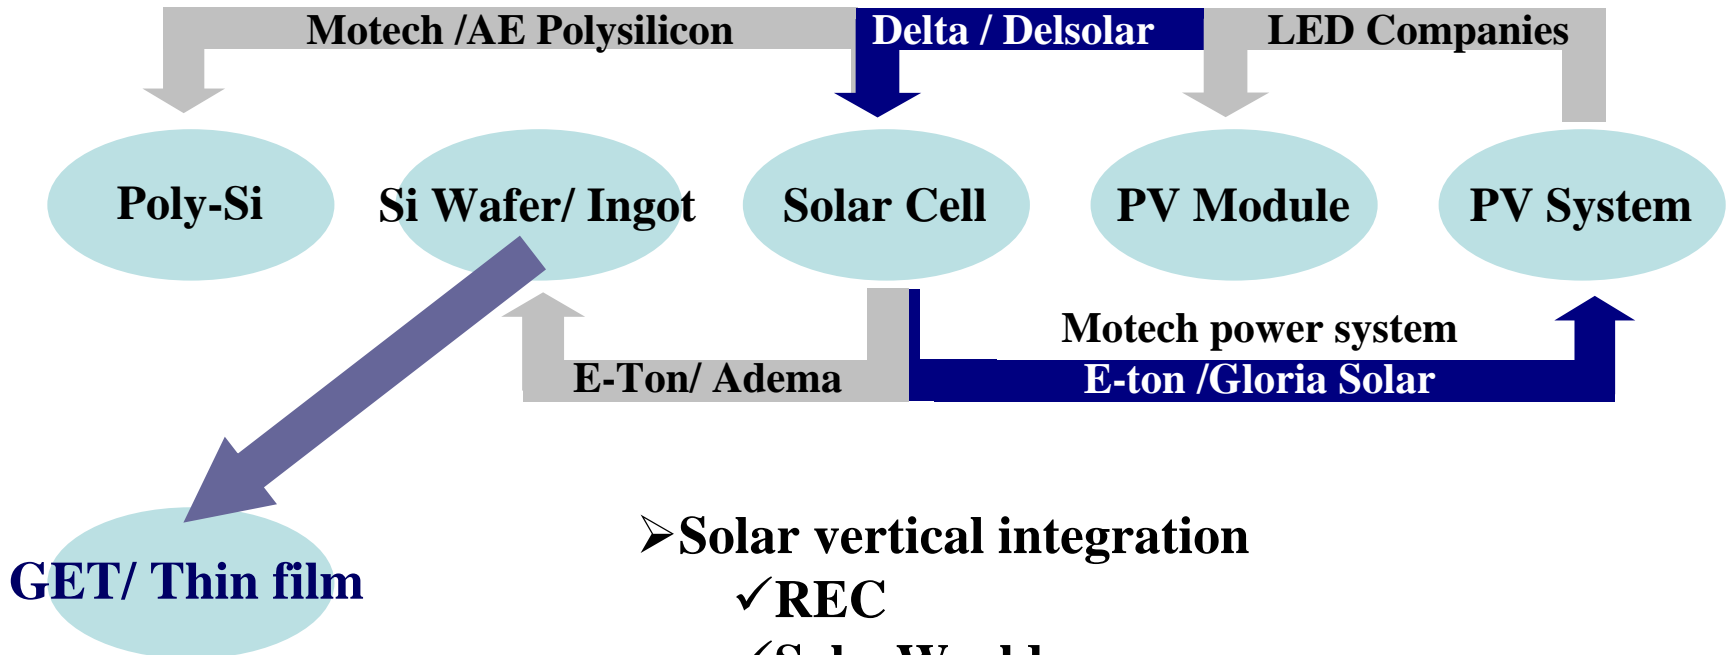 Motech /AE Polysilicon
Delta / Delsolar
LED Companies
Poly-Si
Si Wafer/ Ingot
Solar Cell
PV Module
PV System
Motech power system
E-Ton/ Adema
E-ton /Gloria Solar
➢Solar vertical integration
GET/ Thin film
✓REC